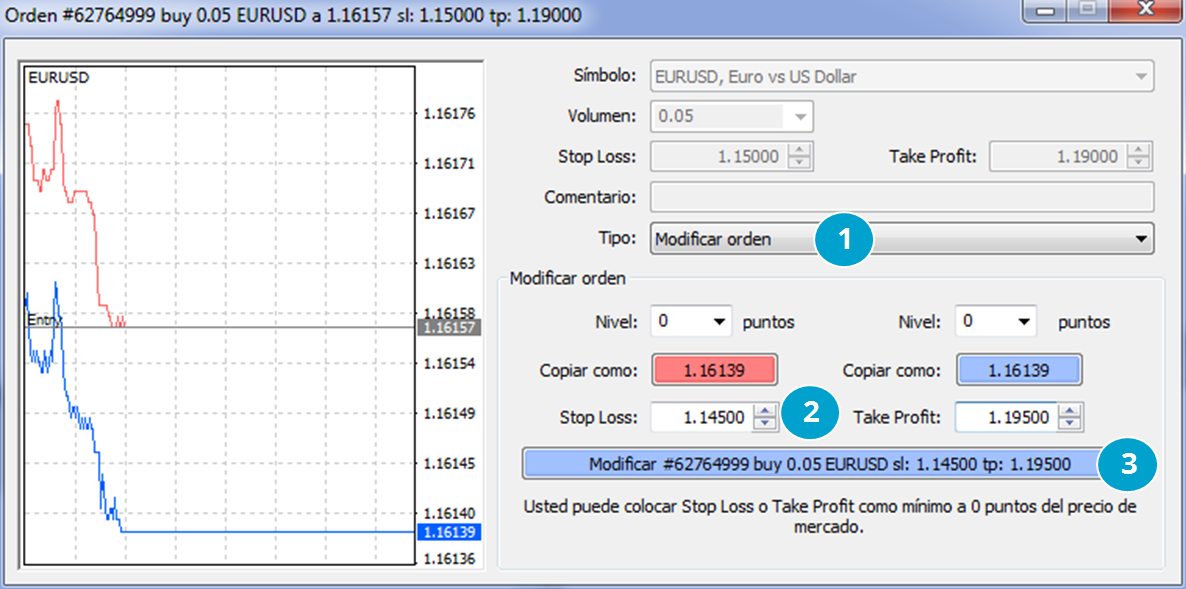 Orden #62764999 buy 0.05 EURUSD a 1.16157 sl: 1.15000 tp: 1.19000
EURUSD
Entry
1.16176
1.16171
1.16167
1.16163
1.16158
1.16157
1.16154
1.16149
1.16145
1.16140
1.16139
1.16136
Símbolo: EURUSD, Euro vs US Dollar
Volumen: 0.05
Stop Loss: 1.15000 Take Profit: 1.19000
Comentario:
Tipo: Modificar orden 1
Modificar orden
Nivel: 0 puntos Nivel: 0 puntos
Copiar como: 1.16139 Copiar como: 1.16139
Stop Loss: 1.14500 2 Take Profit: 1.19500
Modificar #62764999 buy 0.05 EURUSD sl: 1.14500 tp: 1.19500 3
Usted puede colocar Stop Loss o Take Profit como mínimo a 0 puntos del precio de
mercado.